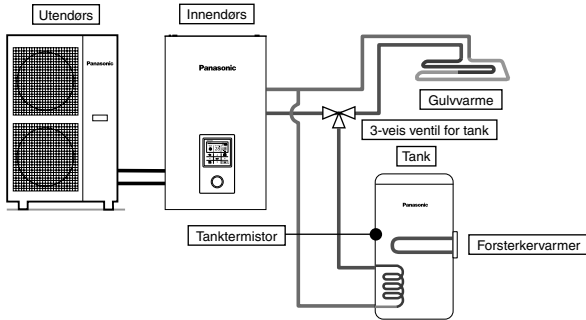 Utendørs
Innendørs
Panasonic
Panasonic
Gulvvarme
3-veis ventil for tank
Tank
Panasonic
Tanktermistor
Forsterkervarmer